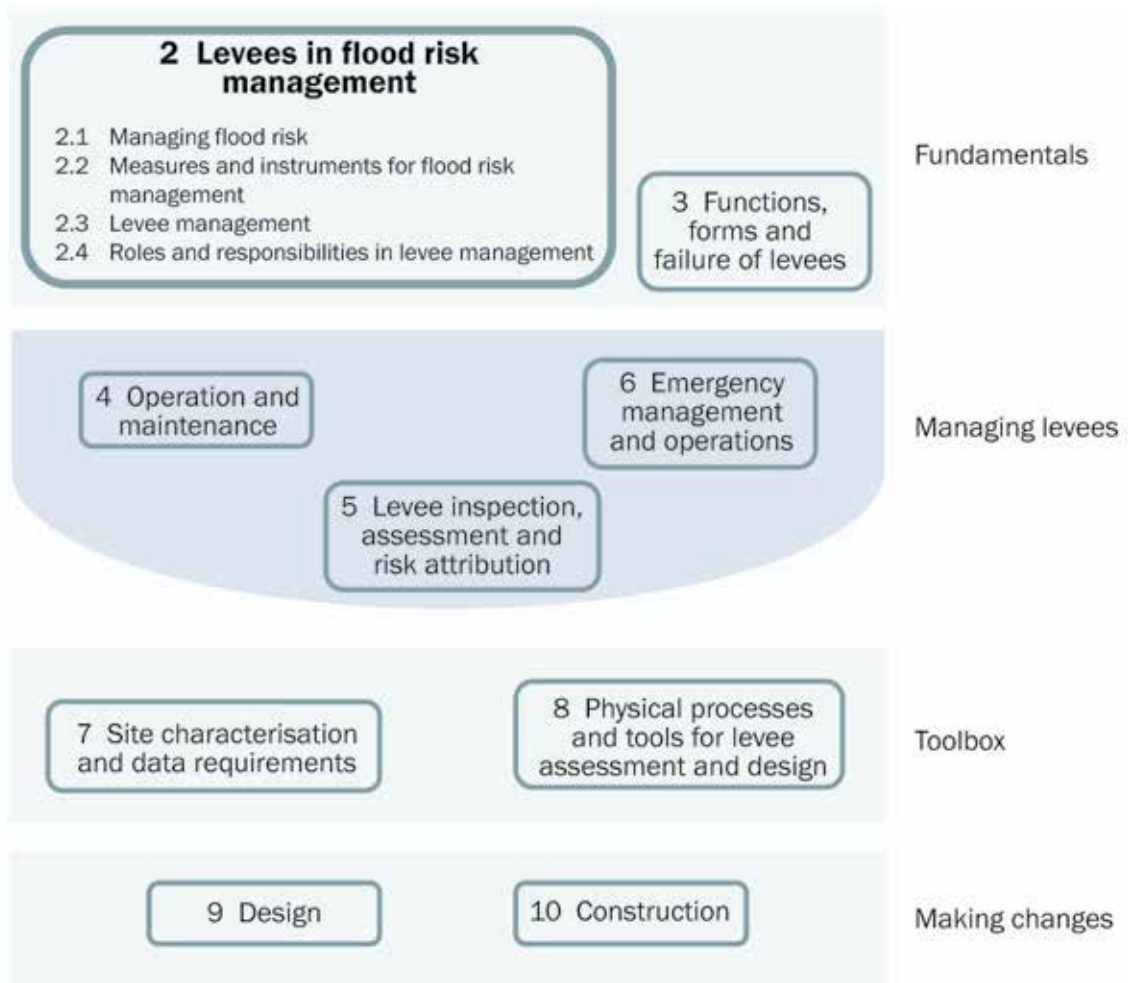 2 Levees in flood risk
management
2.1 Managing flood risk
2.2 Measures and instruments for flood risk
management
2.3 Levee management
2.4 Roles and responsibilities in levee management
3 Functions,
forms and
failure of levees
Fundamentals
4 Operation and
maintenance
6 Emergency
management
and operations
5 Levee inspection,
assessment and
risk attribution
Managing levees
7 Site characterisation
and data requirements
8 Physical processes
and tools for levee
assessment and design
Toolbox
9 Design
10 Construction
Making changes